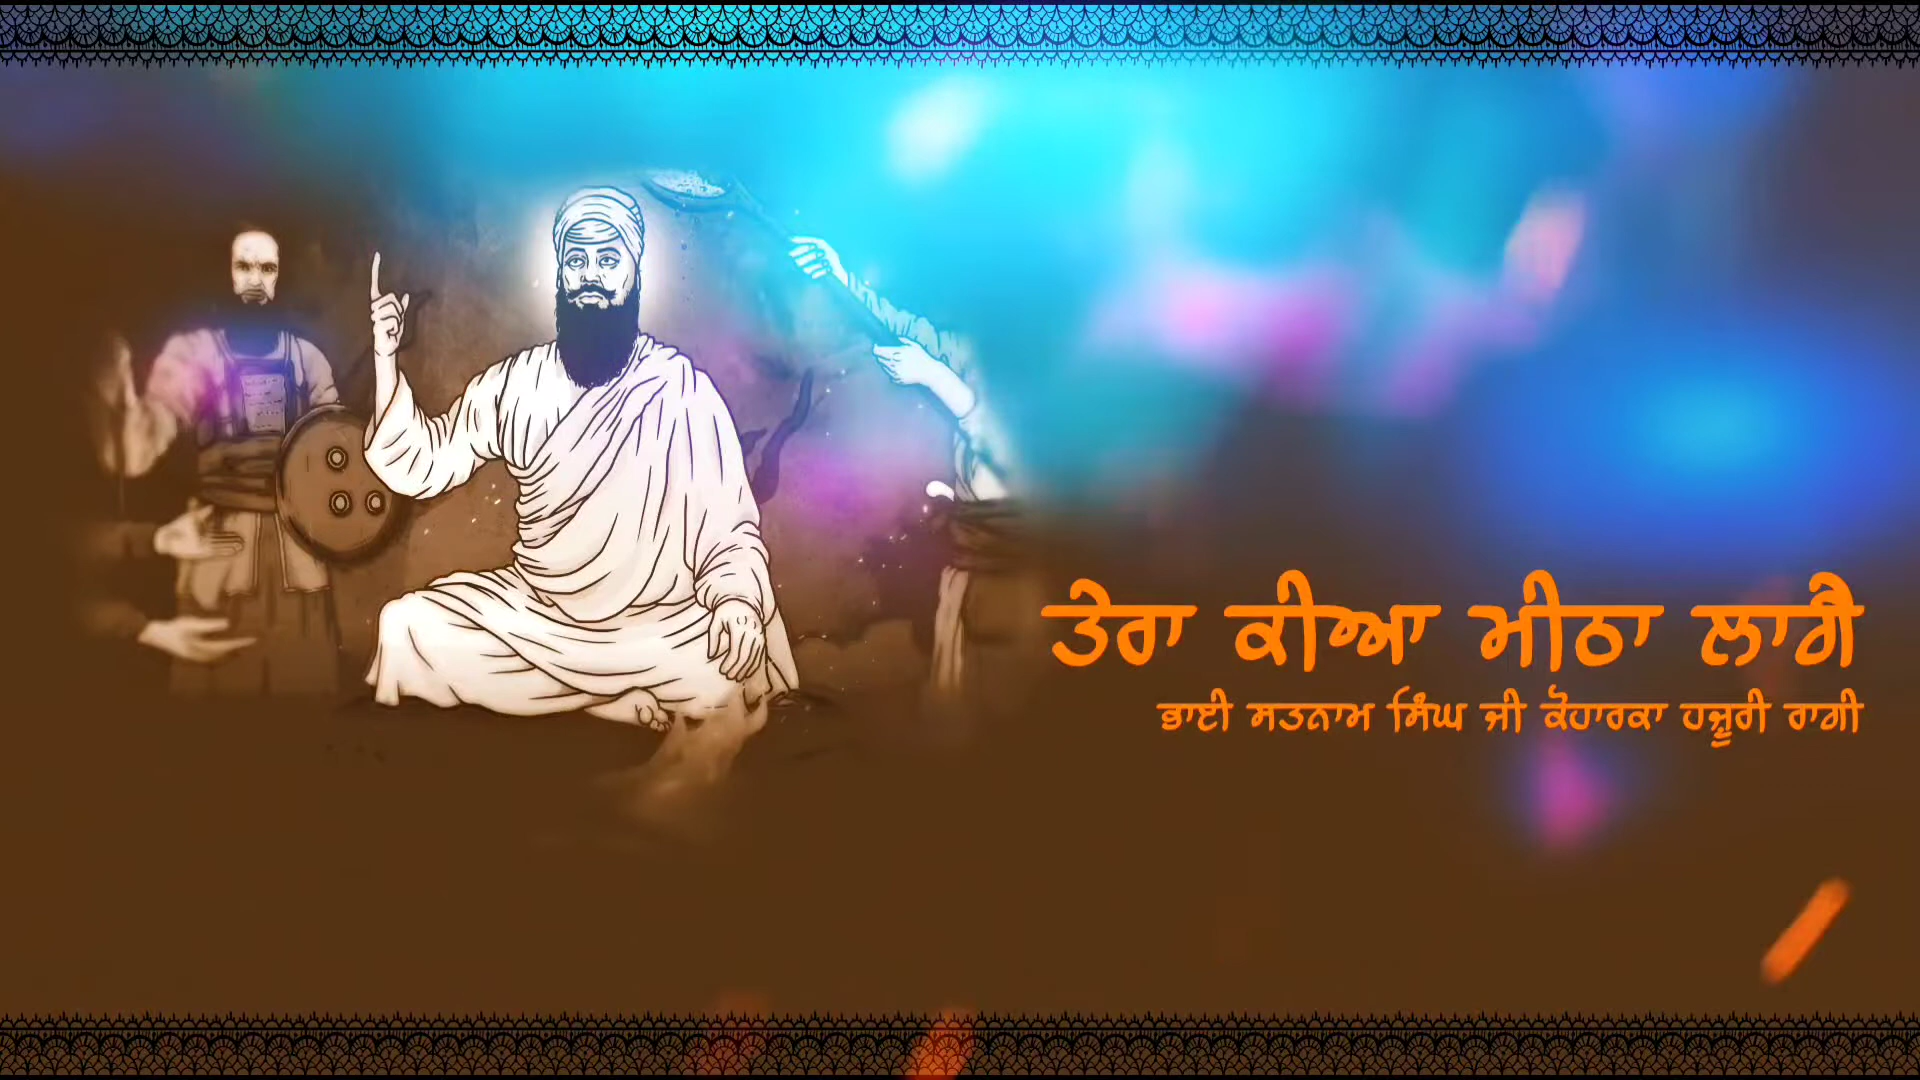 ਤੇਰਾ ਕੀਆ ਮੀਠਾ ਲਾਗੈ
ਭਾਈ ਸਤਨਾਮ ਸਿੰਘ ਜੀ ਕੋਹਾਰਕਾ ਹਜ਼ੂਰੀ ਰਾਗੀ